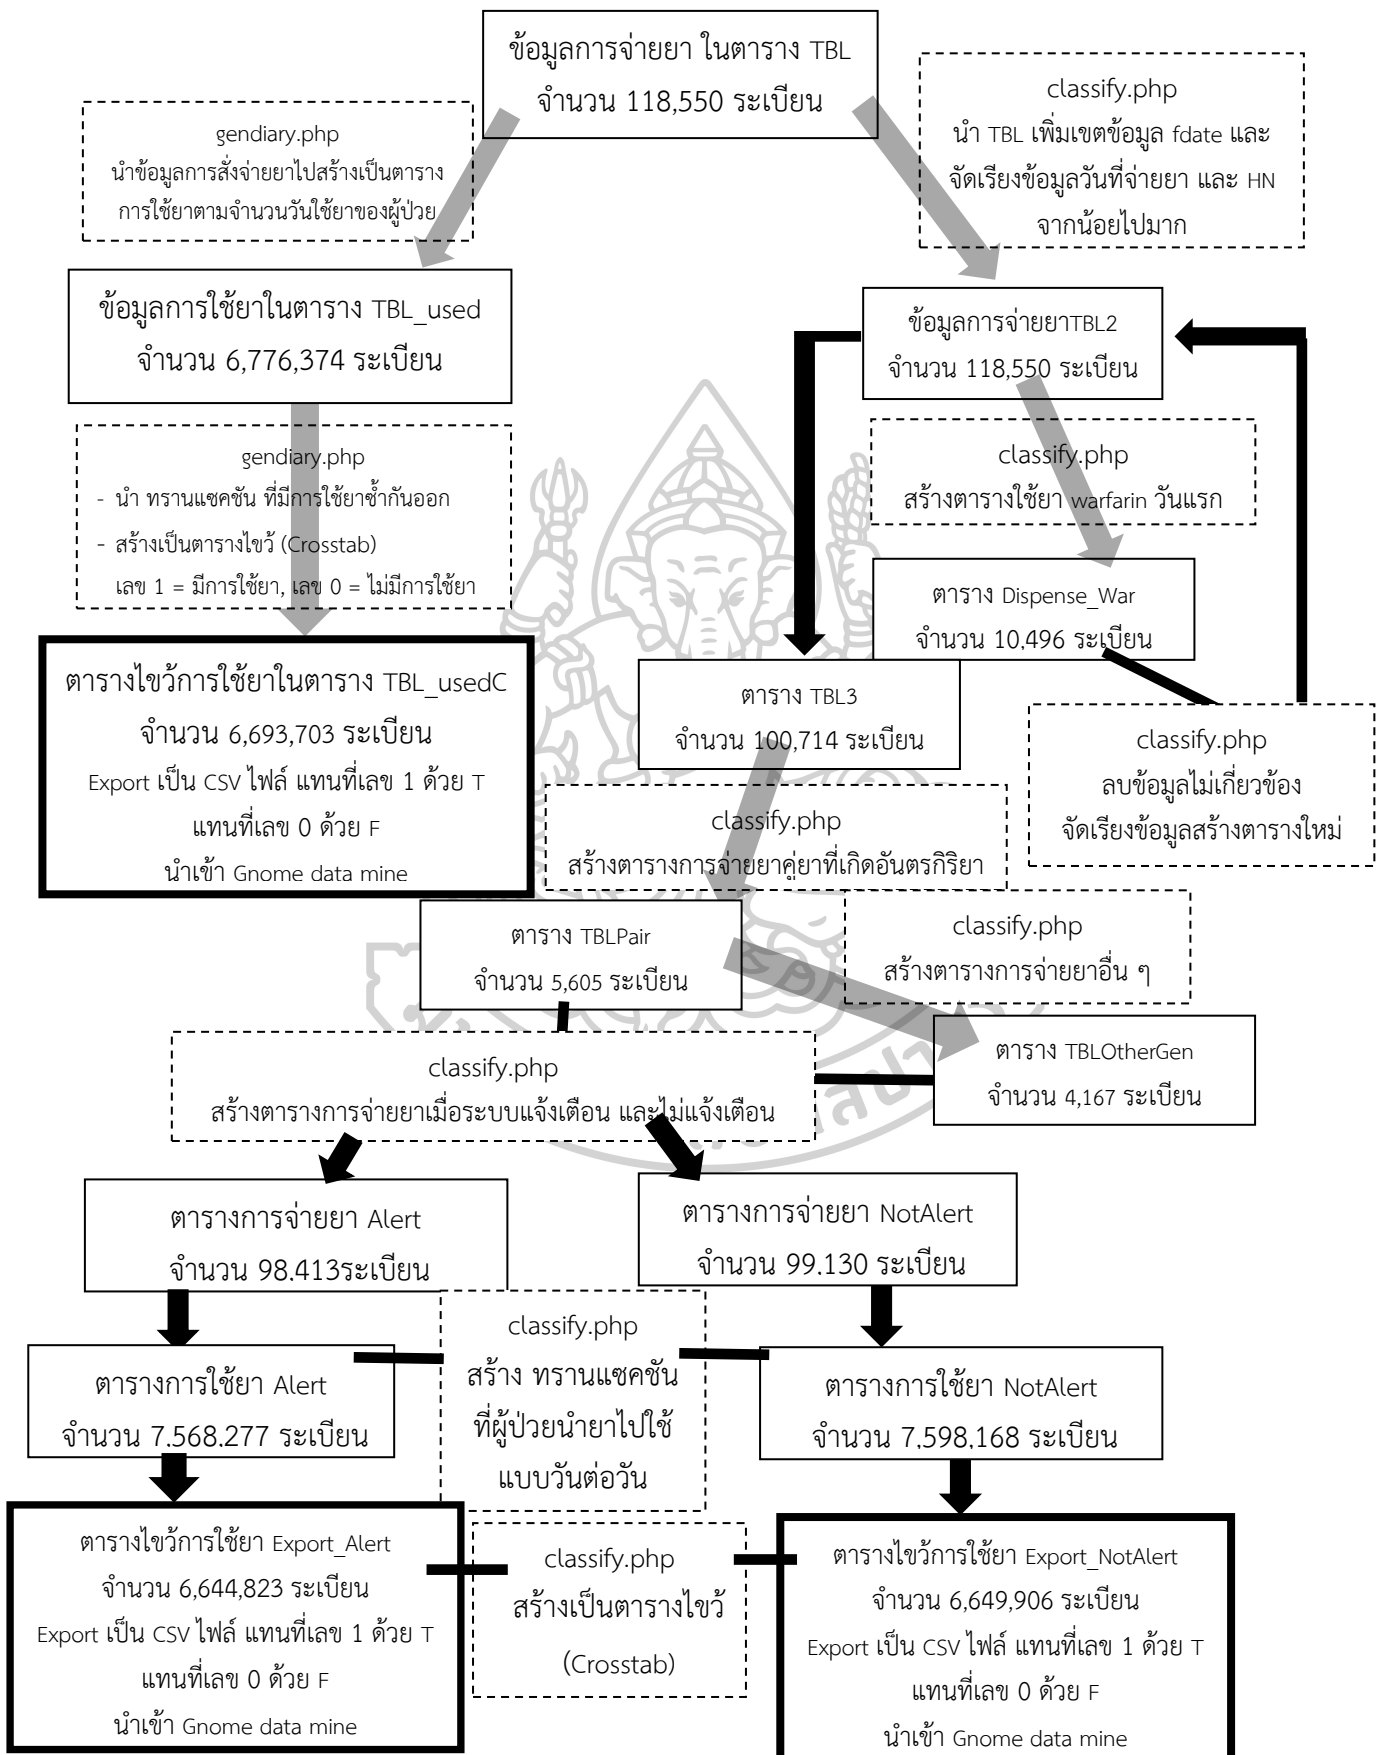 ข้อมูลการจ่ายยา ในตาราง TBL
จำนวน 118,550 ระเบียน
gendiary.php
นำข้อมูลการสั่งจ่ายยาไปสร้างเป็นตาราง
การใช้ยาตามจำนวนวันใช้ยาของผู้ป่วย
classify.php
นำ TBL เพิ่มเขตข้อมูล fdate และ
จัดเรียงข้อมูลวันที่จ่ายยา และ HN
จากน้อยไปมาก
ข้อมูลการใช้ยาในตาราง TBL_used
จำนวน 6,776,374 ระเบียน
ข้อมูลการจ่ายยาTBL2
จำนวน 118,550 ระเบียน
gendiary.php
- นำ ทรานแซคชัน ที่มีการใช้ยาซ้ำกันออก
- สร้างเป็นตารางไขว้ (Crosstab)
เลข 1 = มีการใช้ยา, เลข 0 = ไม่มีการใช้ยา
classify.php
สร้างตารางใช้ยา warfarin วันแรก
ตาราง Dispense_War
จำนวน 10,496 ระเบียน
ตารางไขว้การใช้ยาในตาราง TBL_usedC
จำนวน 6,693,703 ระเบียน
Export เป็น CSV ไฟล์ แทนที่เลข 1 ด้วย T
แทนที่เลข 0 ด้วย F
นำเข้า Gnome data mine
ตาราง TBL3
จำนวน 100,714 ระเบียน
classify.php
ลบข้อมูลไม่เกี่ยวข้อง
จัดเรียงข้อมูลสร้างตารางใหม่
classify.php
สร้างตารางการจ่ายยาคู่ยาที่เกิดอันตรกิริยา
ตาราง TBLPair
จำนวน 5,605 ระเบียน
classify.php
สร้างตารางการจ่ายยาอื่น ๆ
ตาราง TBLOtherGen
จำนวน 4,167 ระเบียน
classify.php
สร้างตารางการจ่ายยาเมื่อระบบแจ้งเตือน และไม่แจ้งเตือน
ตารางการจ่ายยา Alert
จำนวน 98,413ระเบียน
ตารางการจ่ายยา NotAlert
จำนวน 99,130 ระเบียน
classify.php
สร้าง ทรานแซคชัน
ที่ผู้ป่วยนำยาไปใช้
แบบวันต่อวัน
ตารางการใช้ยา Alert
จำนวน 7,568,277 ระเบียน
ตารางการใช้ยา NotAlert
จำนวน 7,598,168 ระเบียน
ตารางไขว้การใช้ยา Export_Alert
จำนวน 6,644,823 ระเบียน
Export เป็น CSV ไฟล์ แทนที่เลข 1 ด้วย T
แทนที่เลข 0 ด้วย F
นำเข้า Gnome data mine
classify.php
สร้างเป็นตารางไขว้
(Crosstab)
ตารางไขว้การใช้ยา Export_NotAlert
จำนวน 6,649,906 ระเบียน
Export เป็น CSV ไฟล์ แทนที่เลข 1 ด้วย T
แทนที่เลข 0 ด้วย F
นำเข้า Gnome data mine